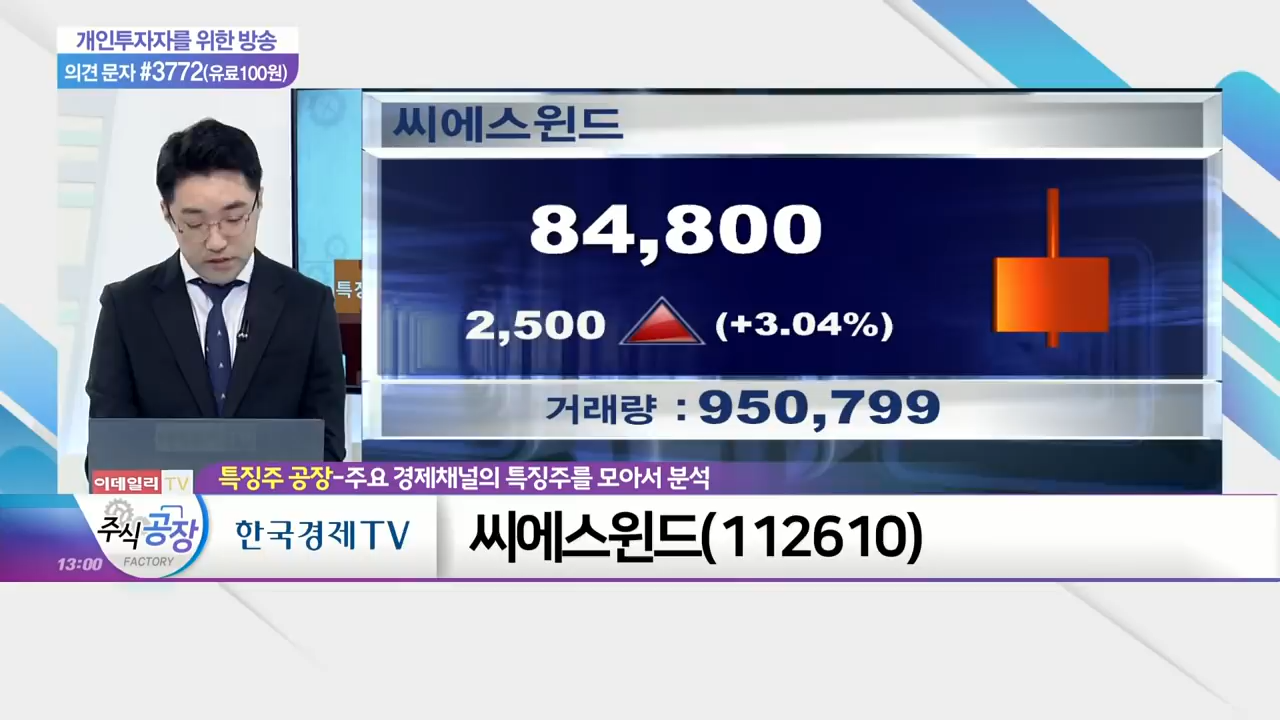 개인투자자를 위한 방송
의견 문자 #3772(유료100원)
씨에스윈드
84,800
2,500 (+3.04%)
거래량 : 950,799
특징
이데일리 TV
특징주 공장-주요 경제채널의 특징주를 모아서 분석
주식공장
FACTORY
13:00
한국경제TV
씨에스윈드(112610)